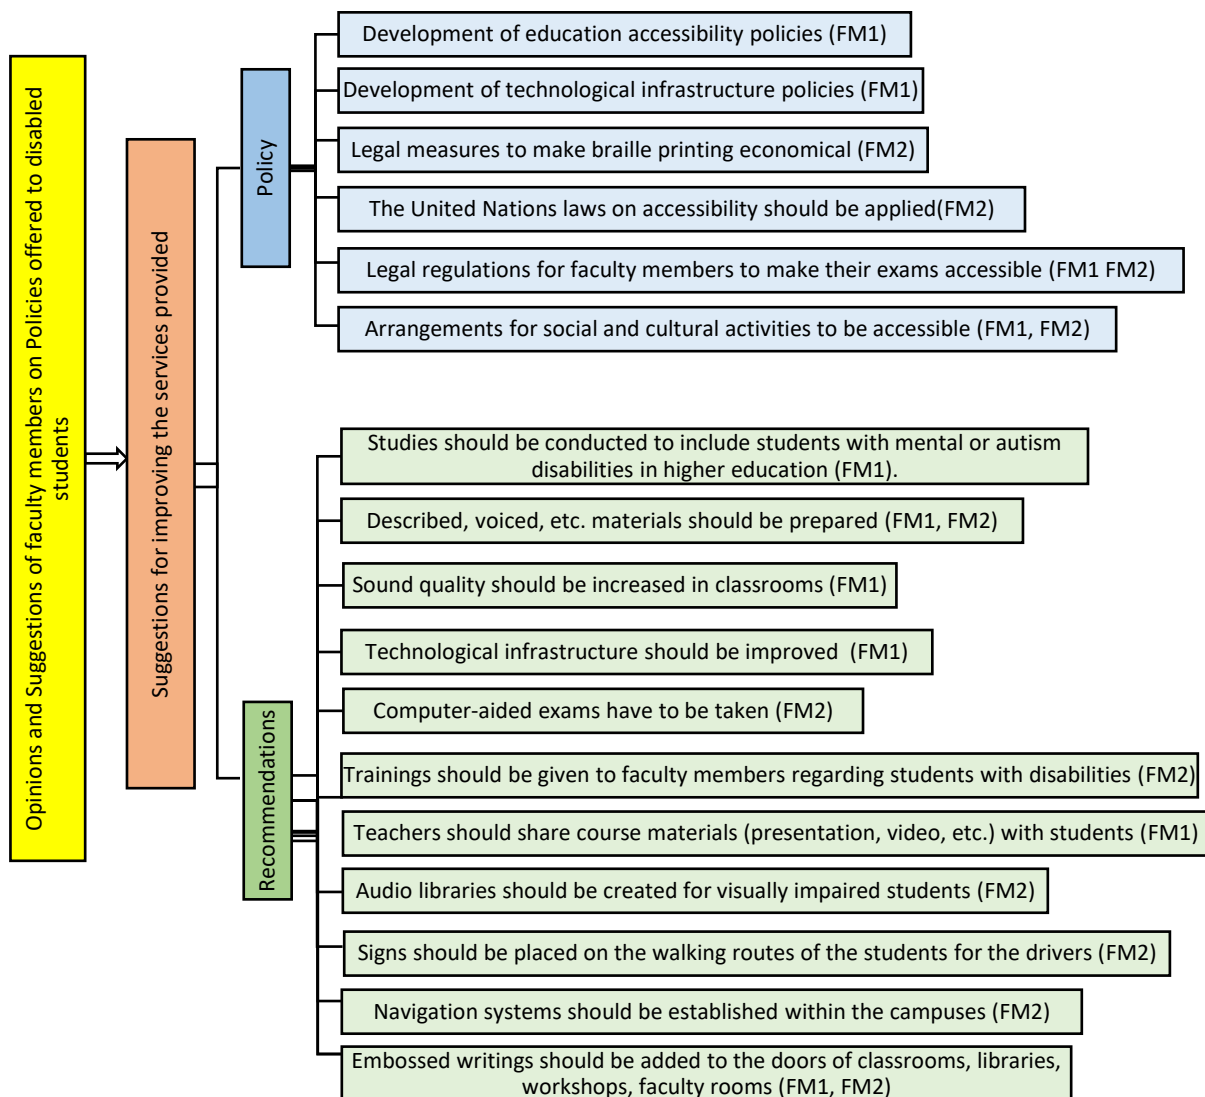 Opinions and Suggestions of faculty members on Policies offered to disabled
students
Suggestions for improving the services provided
Policy
Development of education accessibility policies (FM1)
Development of technological infrastructure policies (FM1)
Legal measures to make braille printing economical (FM2)
The United Nations laws on accessibility should be applied(FM2)
Legal regulations for faculty members to make their exams accessible (FM1 FM2)
Arrangements for social and cultural activities to be accessible (FM1, FM2)
Recommendations
Studies should be conducted to include students with mental or autism
disabilities in higher education (FM1).
Described, voiced, etc. materials should be prepared (FM1, FM2)
Sound quality should be increased in classrooms (FM1)
Technological infrastructure should be improved  (FM1)
Computer-aided exams have to be taken (FM2)
Trainings should be given to faculty members regarding students with disabilities (FM2)
Teachers should share course materials (presentation, video, etc.) with students (FM1)
Audio libraries should be created for visually impaired students (FM2)
Signs should be placed on the walking routes of the students for the drivers (FM2)
Navigation systems should be established within the campuses (FM2)
Embossed writings should be added to the doors of classrooms, libraries,
workshops, faculty rooms (FM1, FM2)